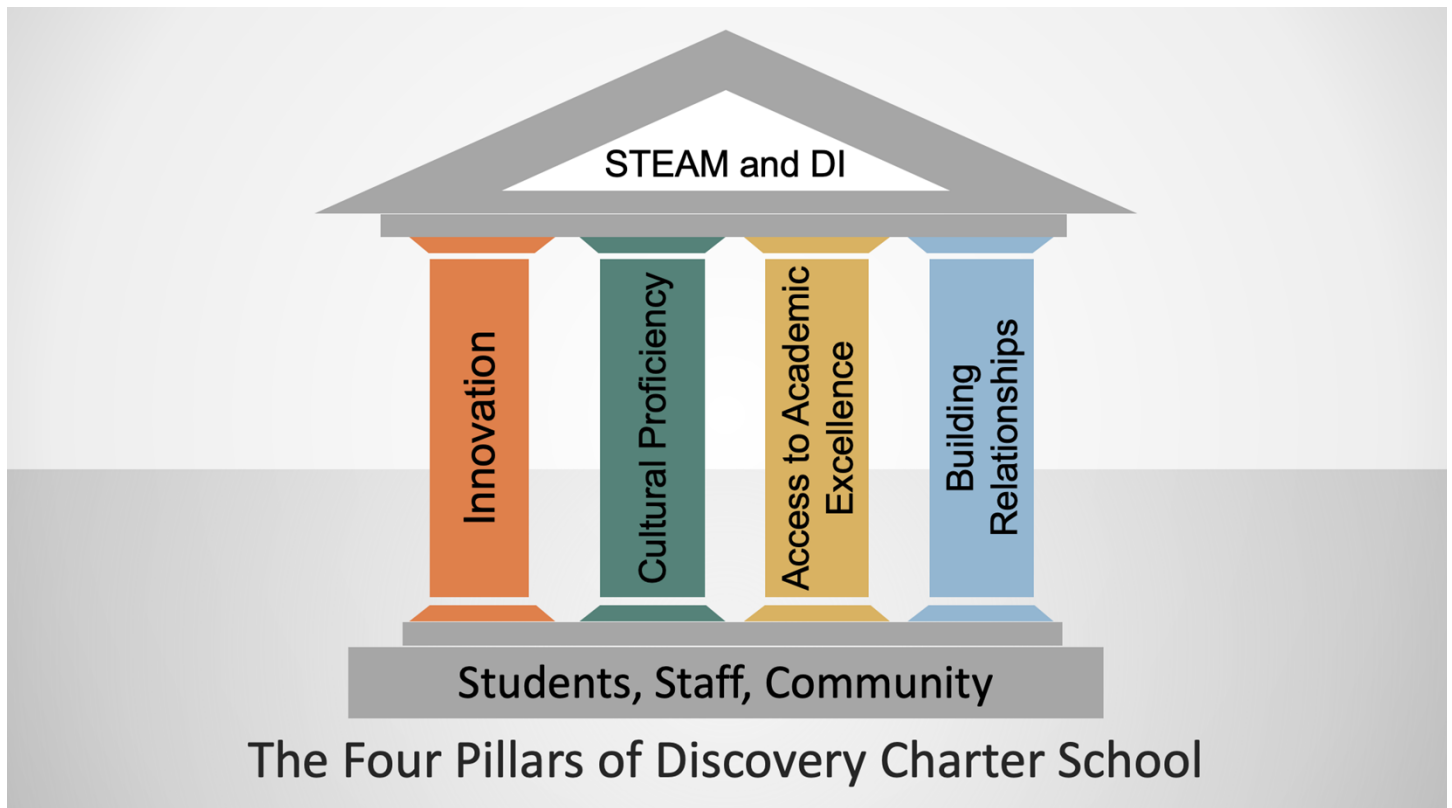 STEAM and DI
Innovation
Cultural Proficiency
Access to Academic
Excellence
Building
Relationships
Students, Staff, Community
The Four Pillars of Discovery Charter School